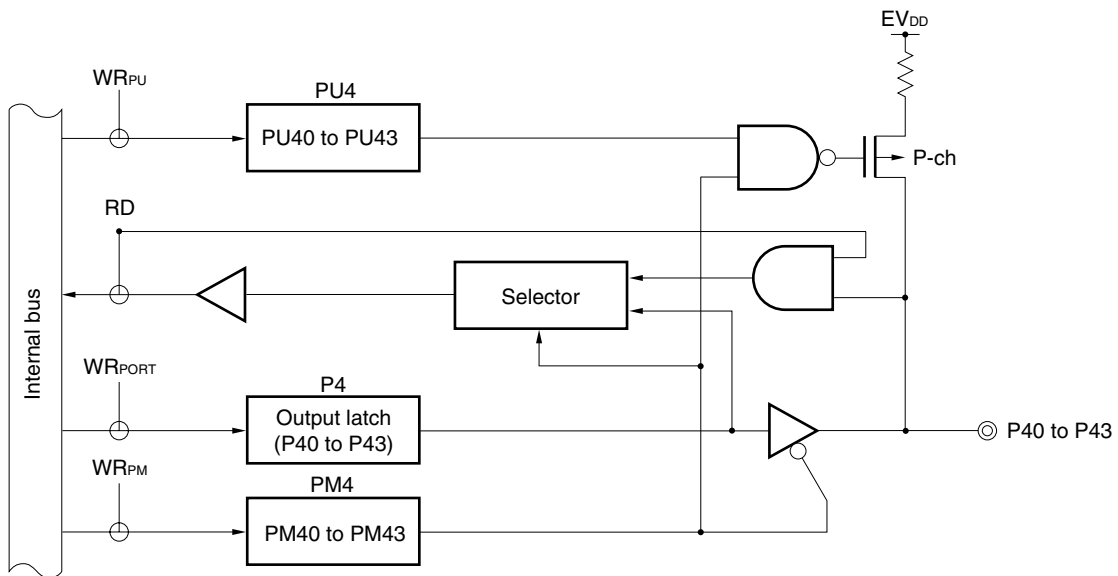 EVDD
WRPU
PU4
PU40 to PU43
P-ch
RD
Selector
Internal bus
WRPORT
P4
Output latch
(P40 to P43)
P40 to P43
WRPM
PM4
PM40 to PM43